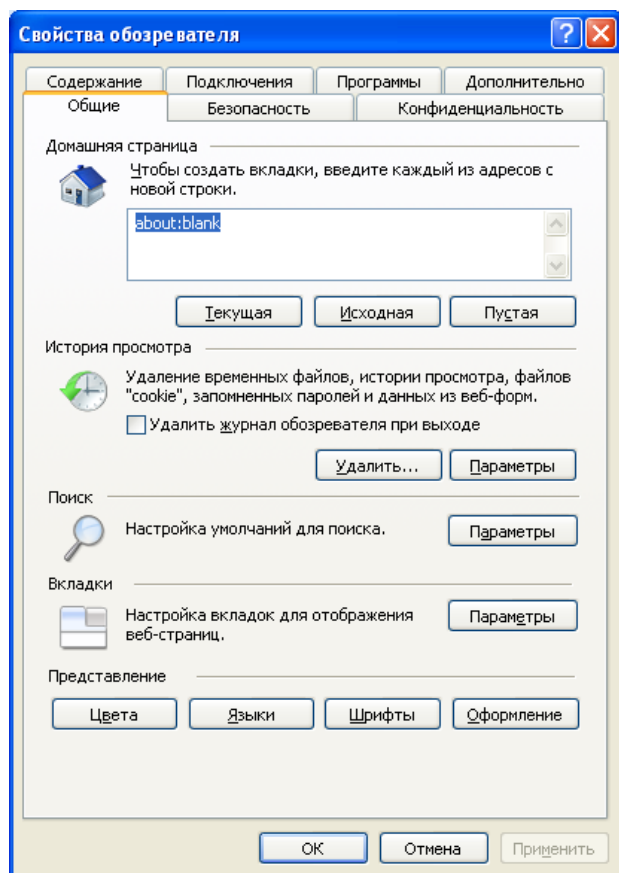 Свойства обозревателя
Содержание Подключения Программы Дополнительно
Общие Безопасность Конфиденциальность
Домашняя страница
Чтобы создать вкладки, введите каждый из адресов с
новой строки.
about:blank
Текущая Исходная Пустая
История просмотра
Удаление временных файлов, истории просмотра, файлов
"cookie", запомненных паролей и данных из веб-форм.
Удалить журнал обозревателя при выходе
Удалить... Параметры
Поиск
Настройка умолчаний для поиска.
Параметры
Вкладки
Настройка вкладок для отображения
веб-страниц.
Параметры
Представление
Цвета Языки Шрифты Оформление
ОК Отмена Применить